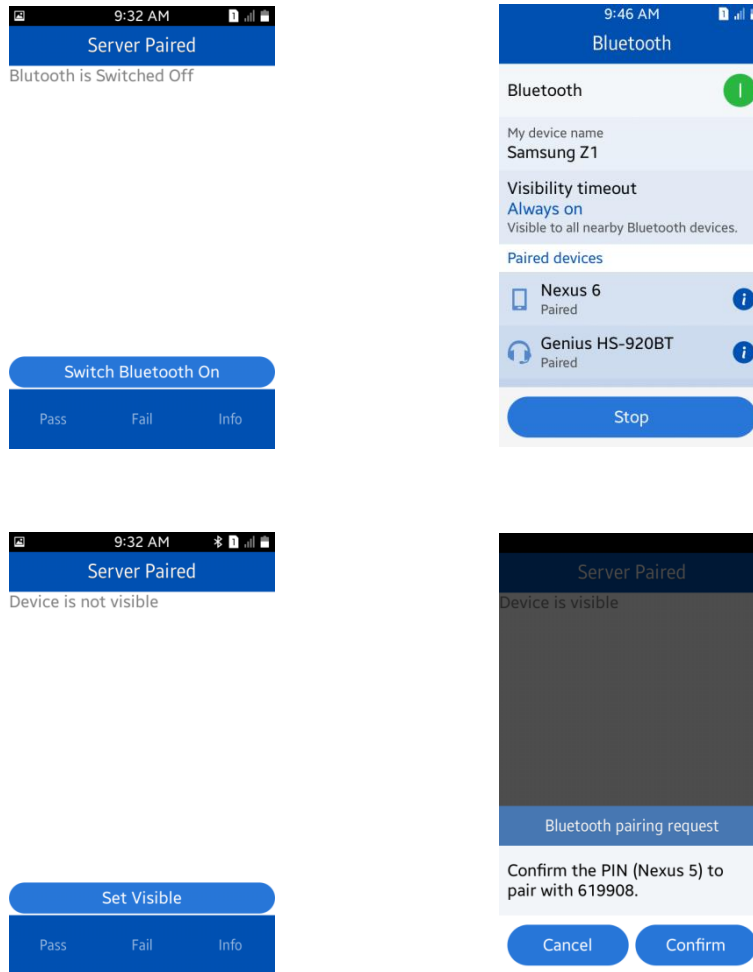 9:32 AM 1
Server Paired
Blutooth is Switched Off
Switch Bluetooth On
Pass Fail Info
9:46 AM 1
Bluetooth
Bluetooth
My device name
Samsung Z1
Visibility timeout
Always on
Visible to all nearby Bluetooth devices.
Paired devices
Nexus 6
Paired
Genius HS-920BT
Paired
Stop
9:32 AM 1
Server Paired
Device is not visible
Set Visible
Pass Fail Info
Server Paired
Device is visible
Bluetooth pairing request
Confirm the PIN (Nexus 5) to
pair with 619908.
Cancel Confirm